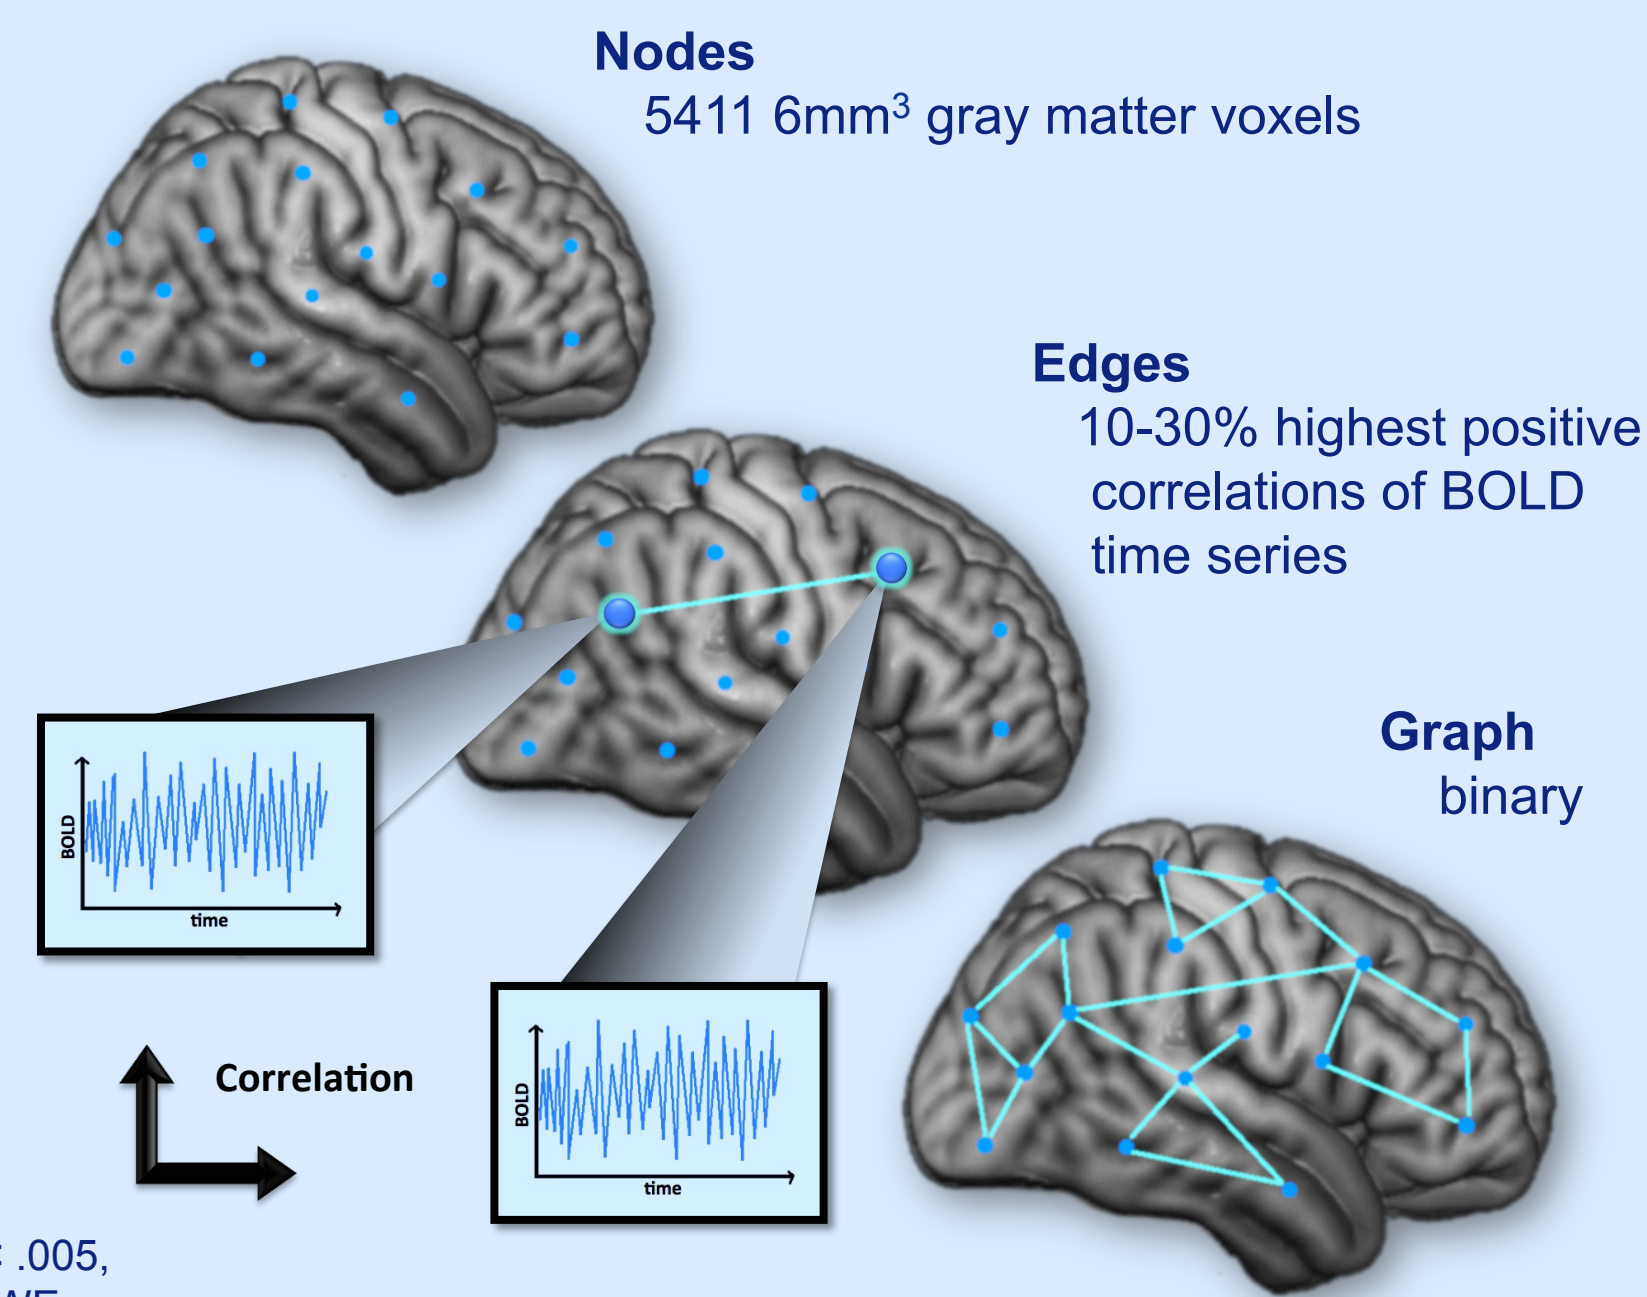 Nodes
5411 6mm³ gray matter voxels
Edges
10-30% highest positive
correlations of BOLD
time series
Graph
binary
BOLD
time
Correlation
BOLD
time
.005,